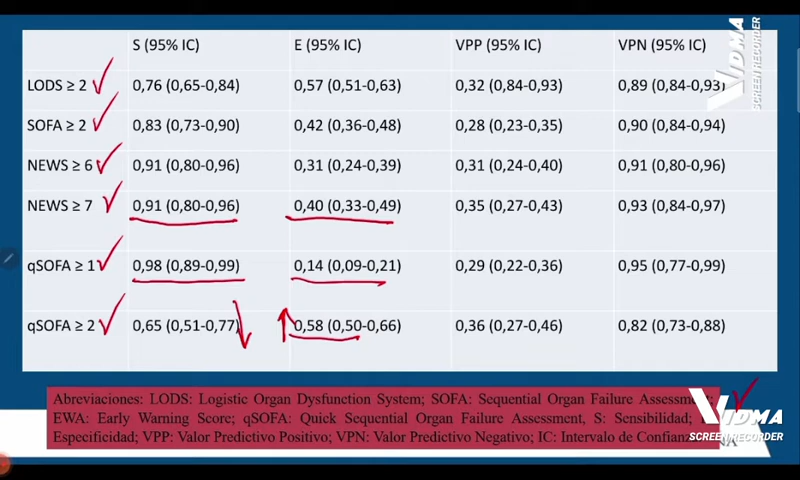 S (95% IC) E (95% IC) VPP (95% IC) VPN (95% IC)
LODS ≥ 2 0,76 (0,65-0,84) 0,57 (0,51-0,63) 0,32 (0,84-0,93) 0,89 (0,84-0,93)
SOFA ≥ 2 0,83 (0,73-0,90) 0,42 (0,36-0,48) 0,28 (0,23-0,35) 0,90 (0,84-0,94)
NEWS ≥ 6 0,91 (0,80-0,96) 0,31 (0,24-0,39) 0,31 (0,24-0,40) 0,91 (0,80-0,96)
NEWS ≥ 7 0,91 (0,80-0,96) 0,40 (0,33-0,49) 0,35 (0,27-0,43) 0,93 (0,84-0,97)
qSOFA ≥ 1 0,98 (0,89-0,99) 0,14 (0,09-0,21) 0,29 (0,22-0,36) 0,95 (0,77-0,99)
qSOFA ≥ 2 0,65 (0,51-0,77) 0,58 (0,50-0,66) 0,36 (0,27-0,46) 0,82 (0,73-0,88)
Abreviaciones: LODS: Logistic Organ Dysfunction System; SOFA: Sequential Organ Failure Assessment;
EWA: Early Warning Score; qSOFA: Quick Sequential Organ Failure Assessment, S: Sensibilidad;
Especificidad; VPP: Valor Predictivo Positivo; VPN: Valor Predictivo Negativo; IC: Intervalo de Confianza
VIDMA
SCREEN RECORDER
VIDMA
SCREEN RECORDER